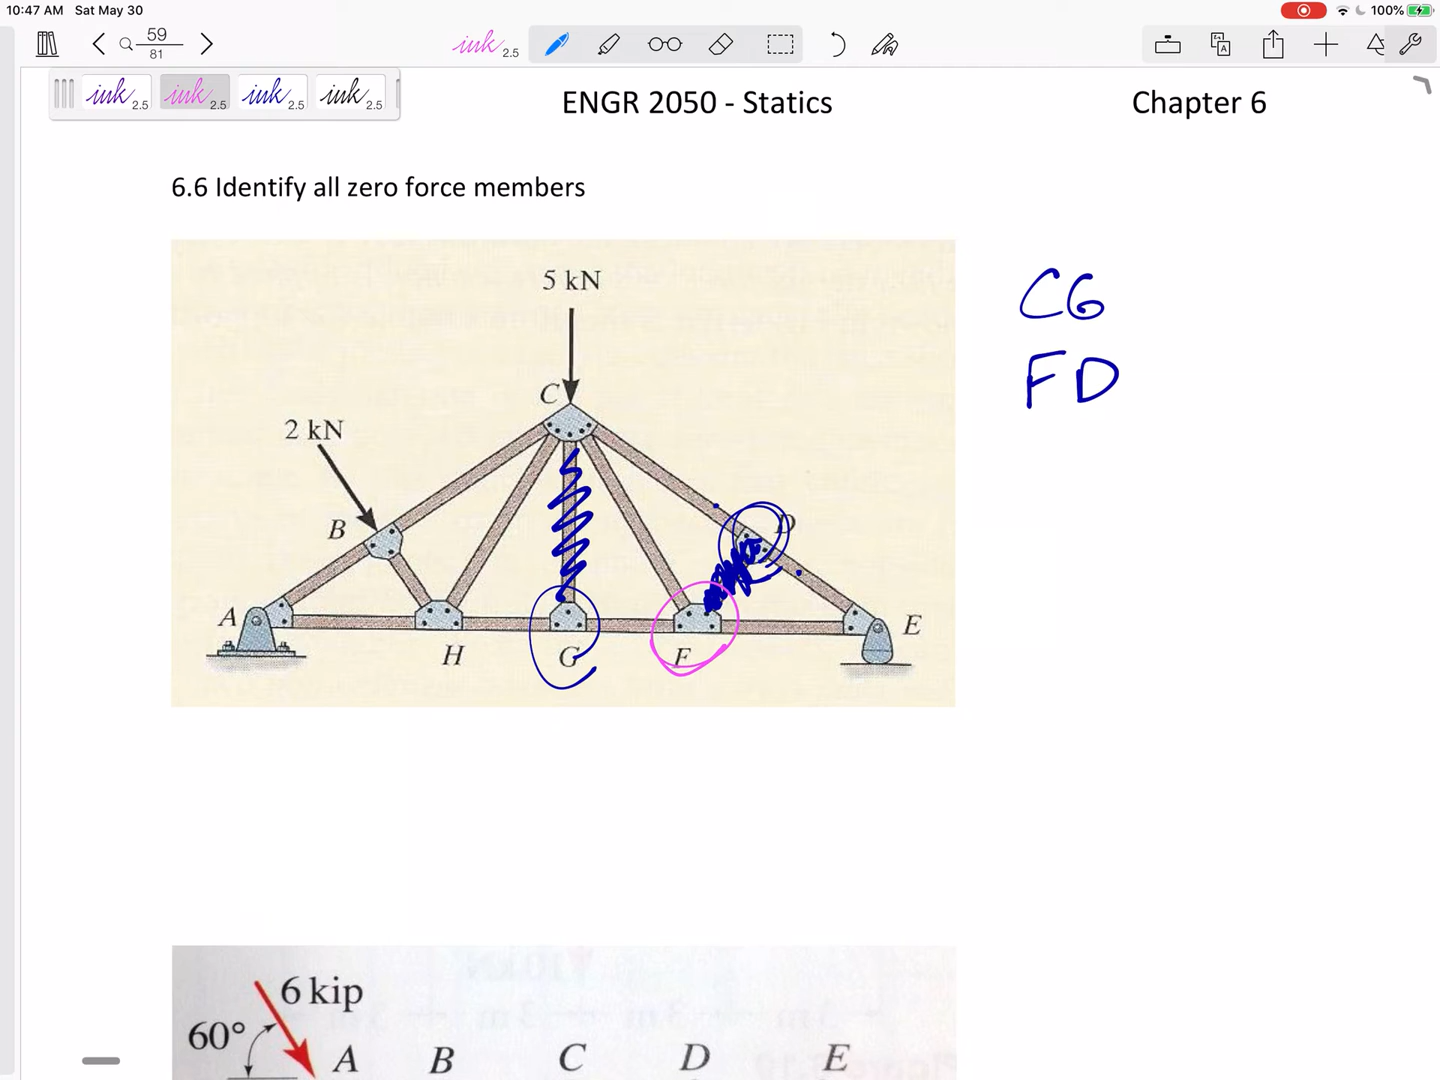 10:47 AM Sat May 30
100%
59
81
ink 2.5
ink 2.5
ink 2.5
ink 2.5
ink 2.5
ENGR 2050 - Statics
Chapter 6
6.6 Identify all zero force members
5 kN
C
2 kN
B
D
A
E
H
G
F
CG
FD
6 kip
60°
A
B
C
D
E